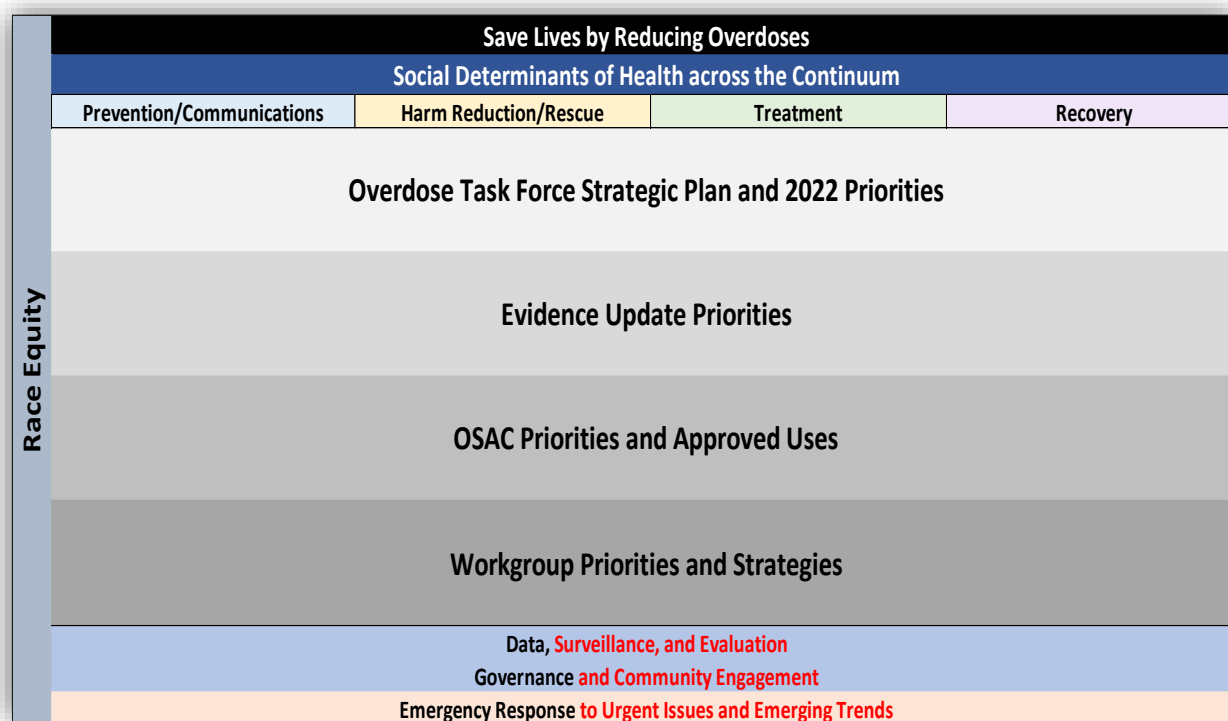 Save Lives by Reducing Overdoses
Social Determinants of Health across the Continuum
Prevention/Communications
Harm Reduction/Rescue
Treatment
Recovery
Race Equity
Overdose Task Force Strategic Plan and 2022 Priorities
Evidence Update Priorities
OSAC Priorities and Approved Uses
Workgroup Priorities and Strategies
Data, Surveillance, and Evaluation
Governance and Community Engagement
Emergency Response to Urgent Issues and Emerging Trends